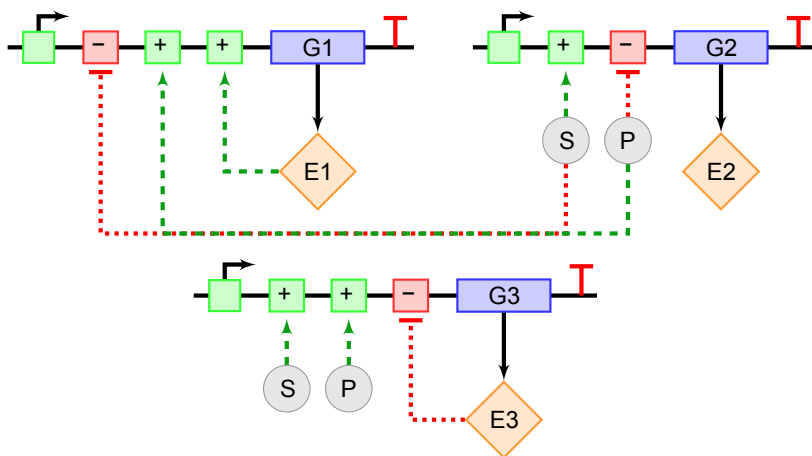 − + + G1
+ − G2
S P
E1 E2
+ + − G3
S P
E3